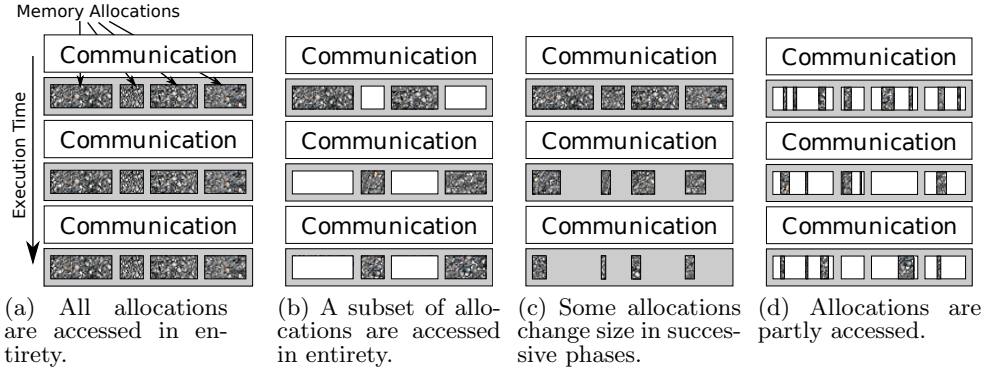 Memory Allocations
Execution Time
Communication
Communication
Communication
(a) All allocations
are accessed in en-
tirety.
Communication
Communication
Communication
(b) A subset of allo-
cations are accessed
in entirety.
Communication
Communication
Communication
(c) Some allocations
change size in succes-
sive phases.
Communication
Communication
Communication
(d) Allocations are
partly accessed.